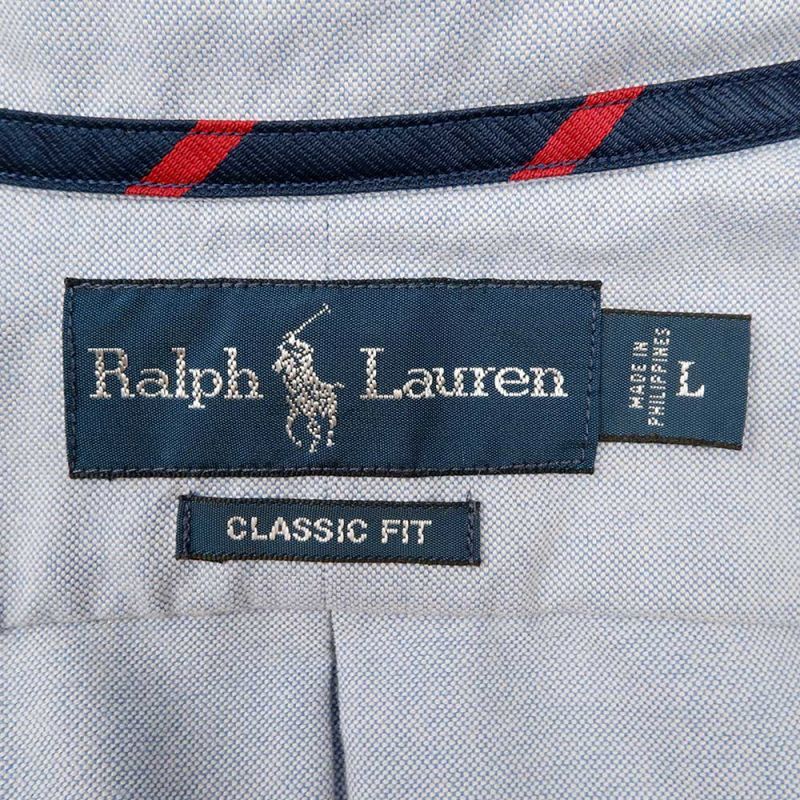 Ralph Lauren
MADE IN
PHILIPPINES
L
CLASSIC FIT